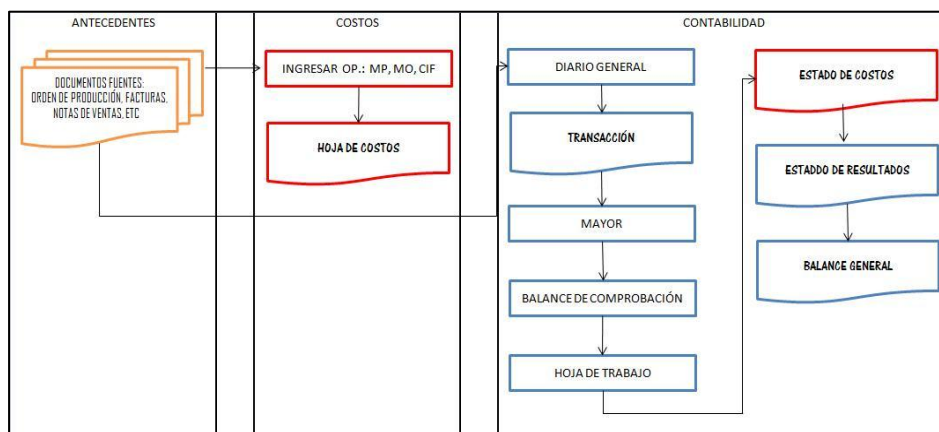 ANTECEDENTES
COSTOS
CONTABILIDAD
DOCUMENTOS FUENTES:
ORDEN DE PRODUCCIÓN, FACTURAS,
NOTAS DE VENTAS, ETC
INGRESAR OP.: MP, MO, CIF
HOJA DE COSTOS
DIARIO GENERAL
TRANSACCIÓN
MAYOR
BALANCE DE COMPROBACIÓN
HOJA DE TRABAJO
ESTADO DE COSTOS
ESTADDO DE RESULTADOS
BALANCE GENERAL